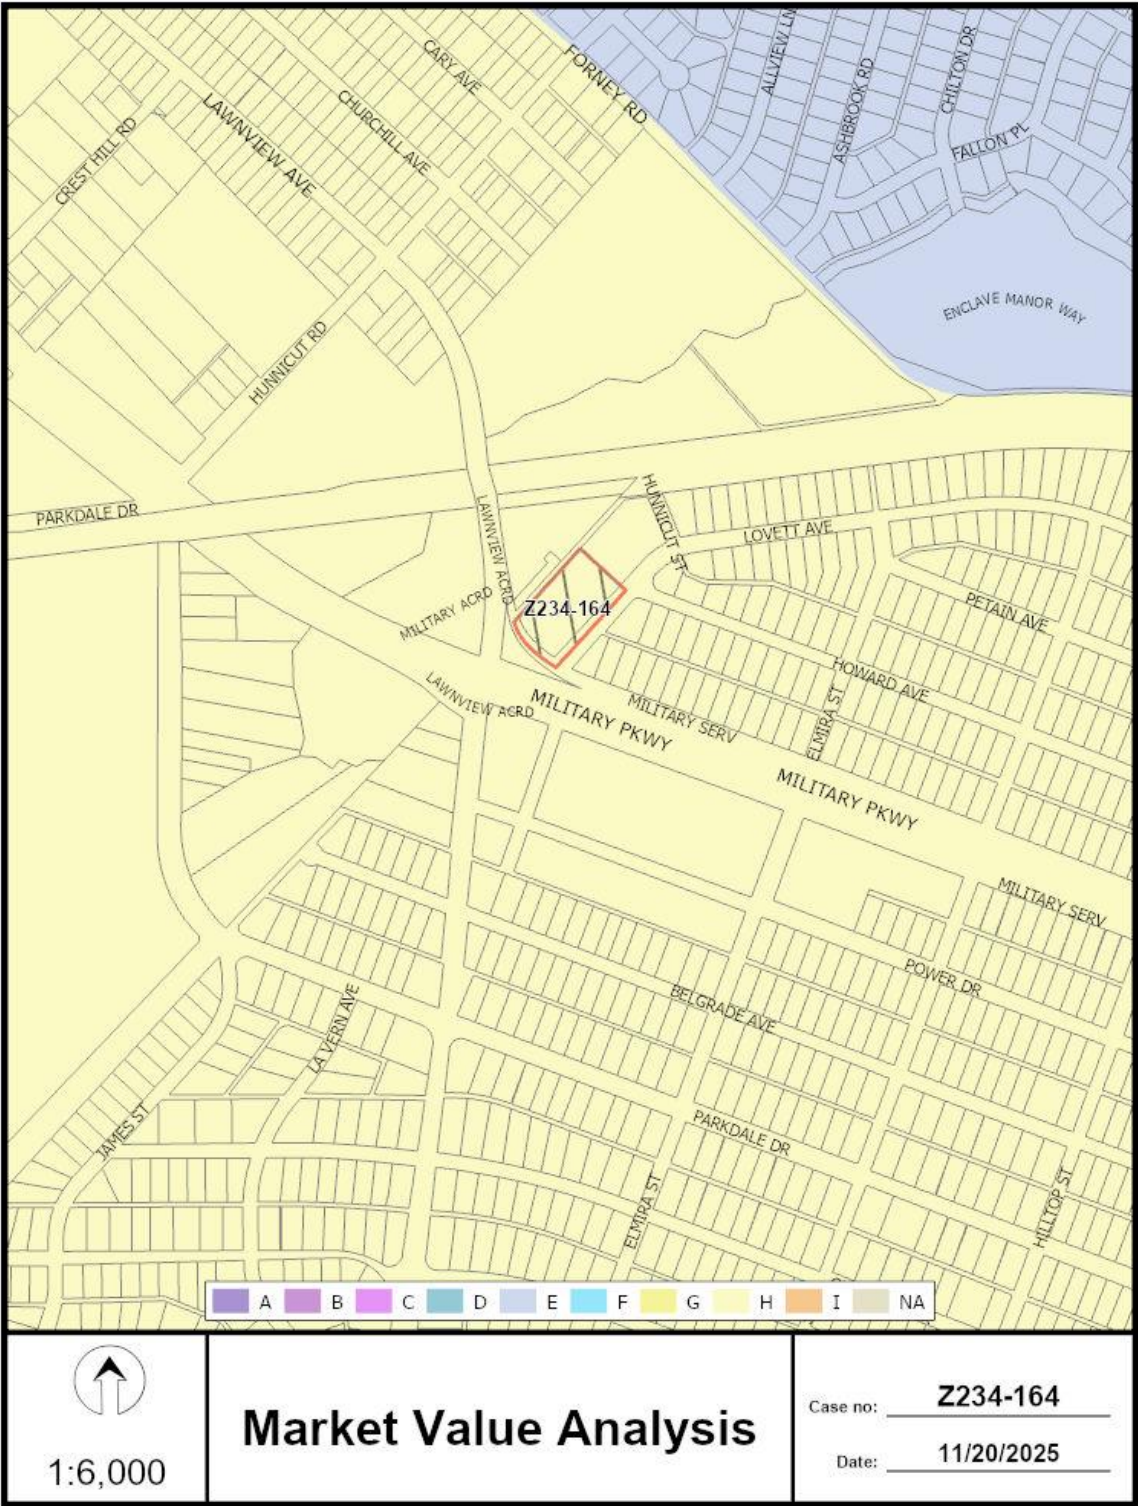 ALLVIEW LN
CHILTON DR
CARY AVE
FORNEY RD
ASHBROOK RD
LAWNVIEW AVE
CHURCHILL AVE
CREST HILL RD
FALLON PL
ENCLAVE MANOR WAY
HUNNICUT RD
PARKDALE DR
LAWNVIEW ACRD
HUNNICUT ST
LOVETT AVE
MILITARY ACRD
Z234-164
PETAIN AVE
HOWARD AVE
LAWNVIEW ACRD
MILITARY PKWY
MILITARY SERV
ELMIRA ST
MILITARY PKWY
MILITARY SERV
POWER DR
BELGRADE AVE
LA VERN AVE
JAMES ST
PARKDALE DR
ELMIRA ST
HILLTOP ST
A B C D E F G H I NA
1:6,000
Market Value Analysis
Case no: Z234-164
Date: 11/20/2025